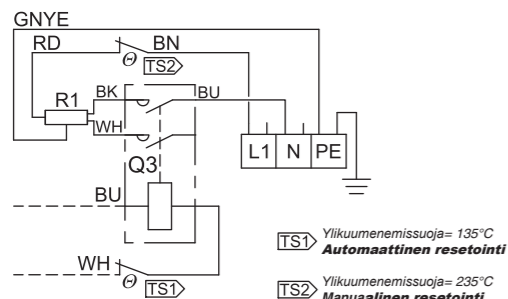 GNYE
RD BN
Θ TS2
R1 BK BU
WH
L1 N PE
Q3
BU
TS1 Ylikuumenemissuoja= 135°C
Automaattinen resetointi
WH
Θ TS1
TS2 Ylikuumenemissuoja= 235°C
Manuaalinen resetointi